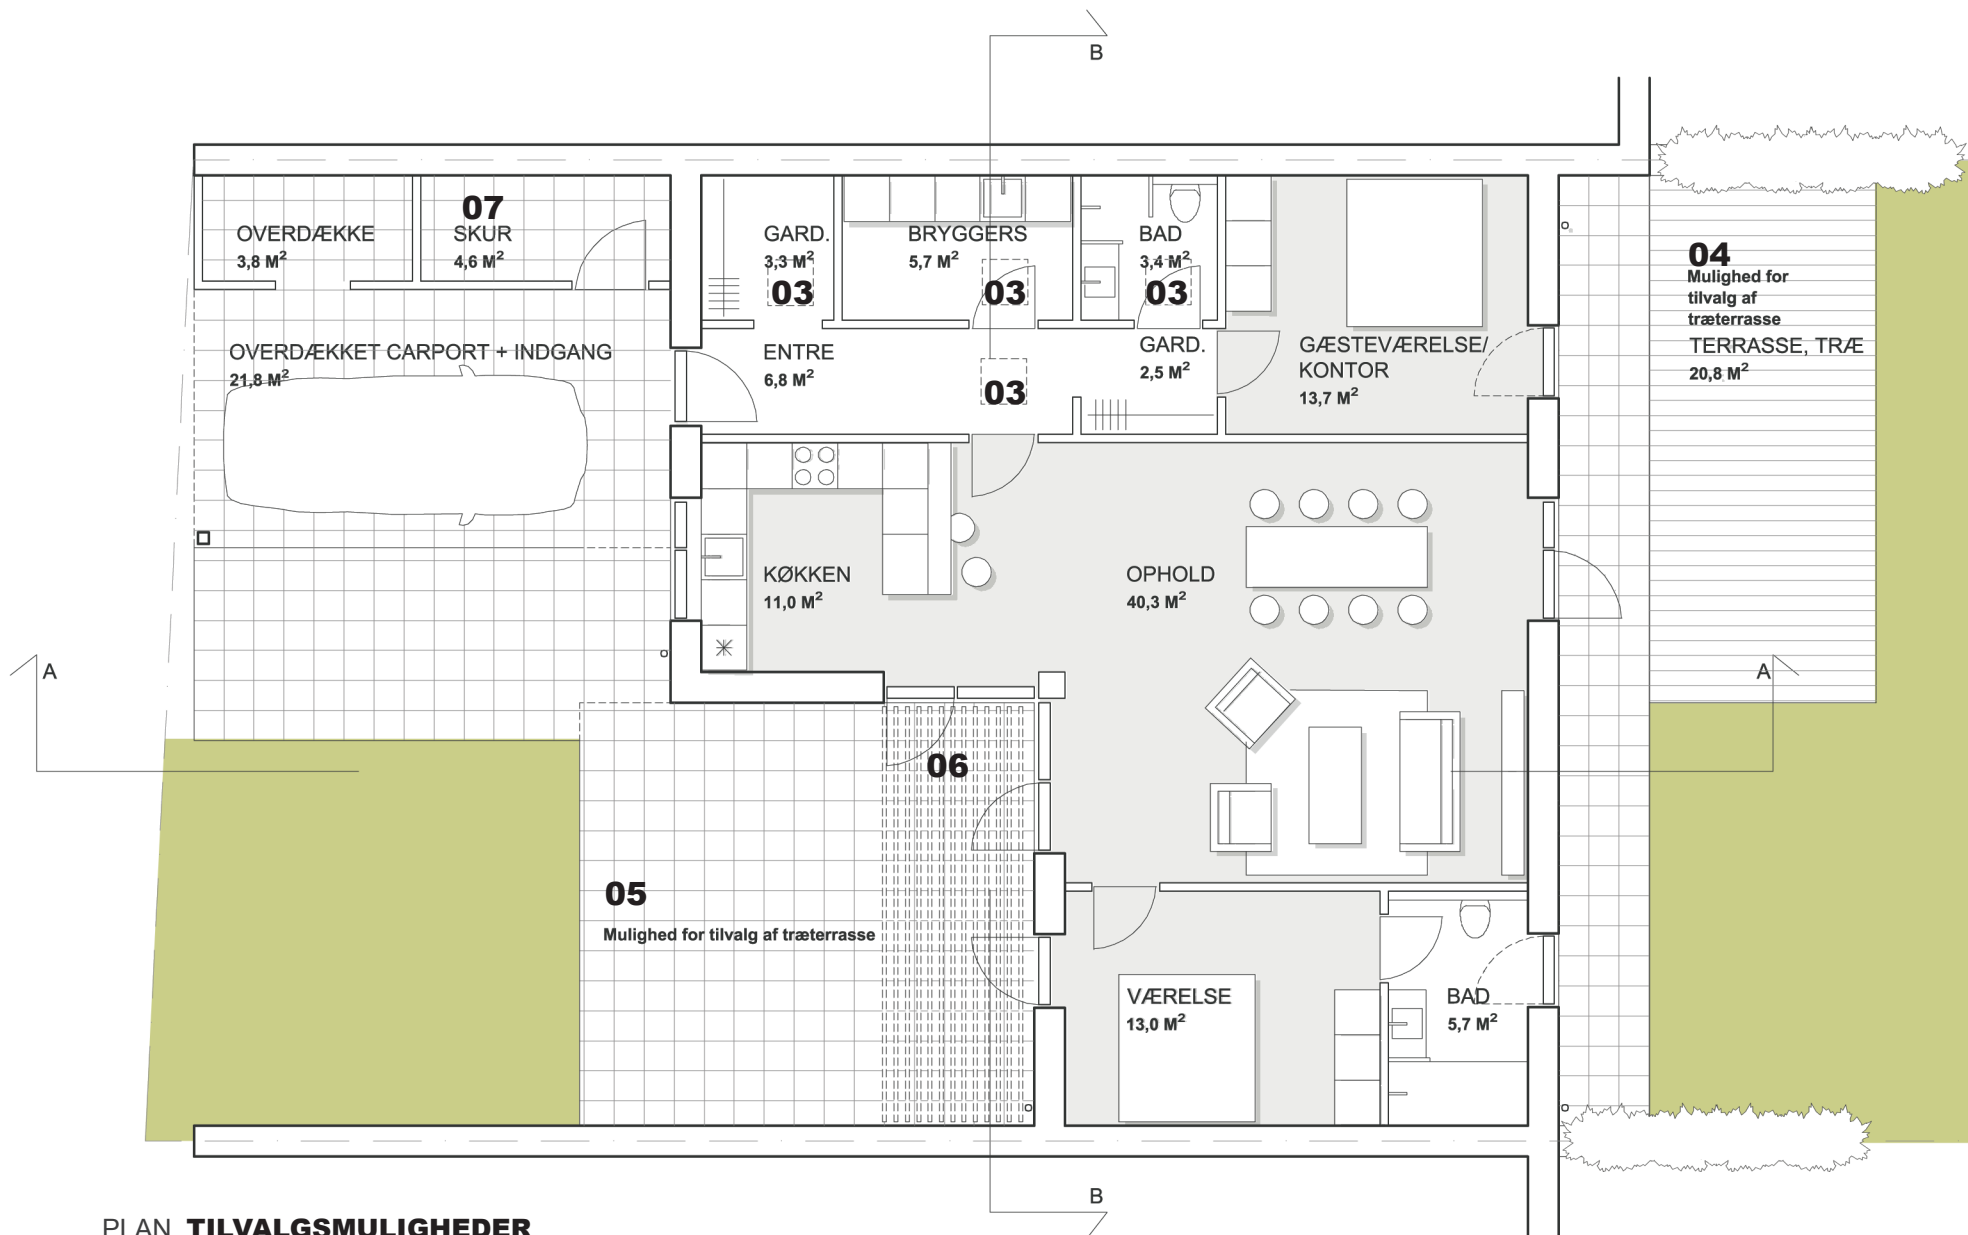 B
07
OVERDÆKKE
3,8 M²
SKUR
4,6 M²
GARD.
3,3 M²
03
BRYGGERS
5,7 M²
03
BAD
3,4 M²
03
04
Mulighed for
tilvalg af
træterrasse
TERRASSE, TRÆ
20,8 M²
OVERDÆKKET CARPORT + INDGANG
21,8 M²
ENTRE
6,8 M²
03
GARD.
2,5 M²
GÆSTEVÆRELSE/
KONTOR
13,7 M²
KØKKEN
11,0 M²
OPHOLD
40,3 M²
A
A
06
05
Mulighed for tilvalg af træterrasse
VÆRELSE
13,0 M²
BAD
5,7 M²
B
PLAN TILVALGSMULIGHEDER